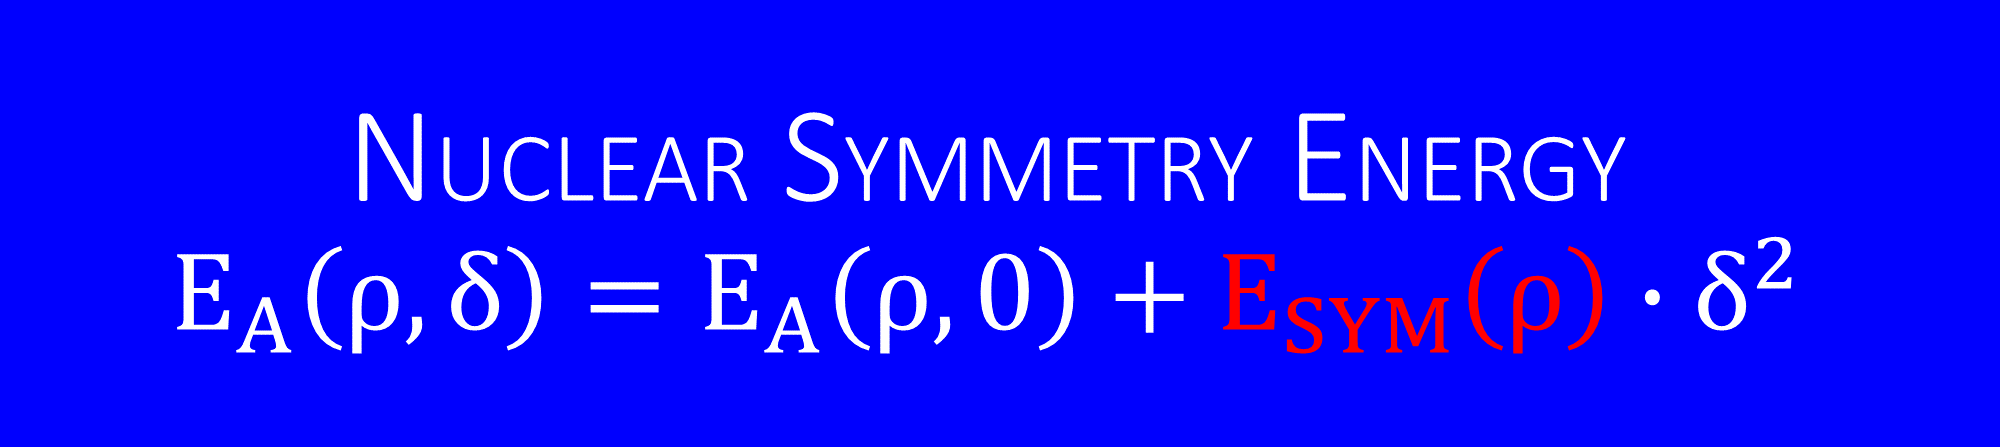 Nuclear Symmetry Energy
E_A(ρ,δ) = E_A(ρ,0) + E_SYM(ρ) · δ²